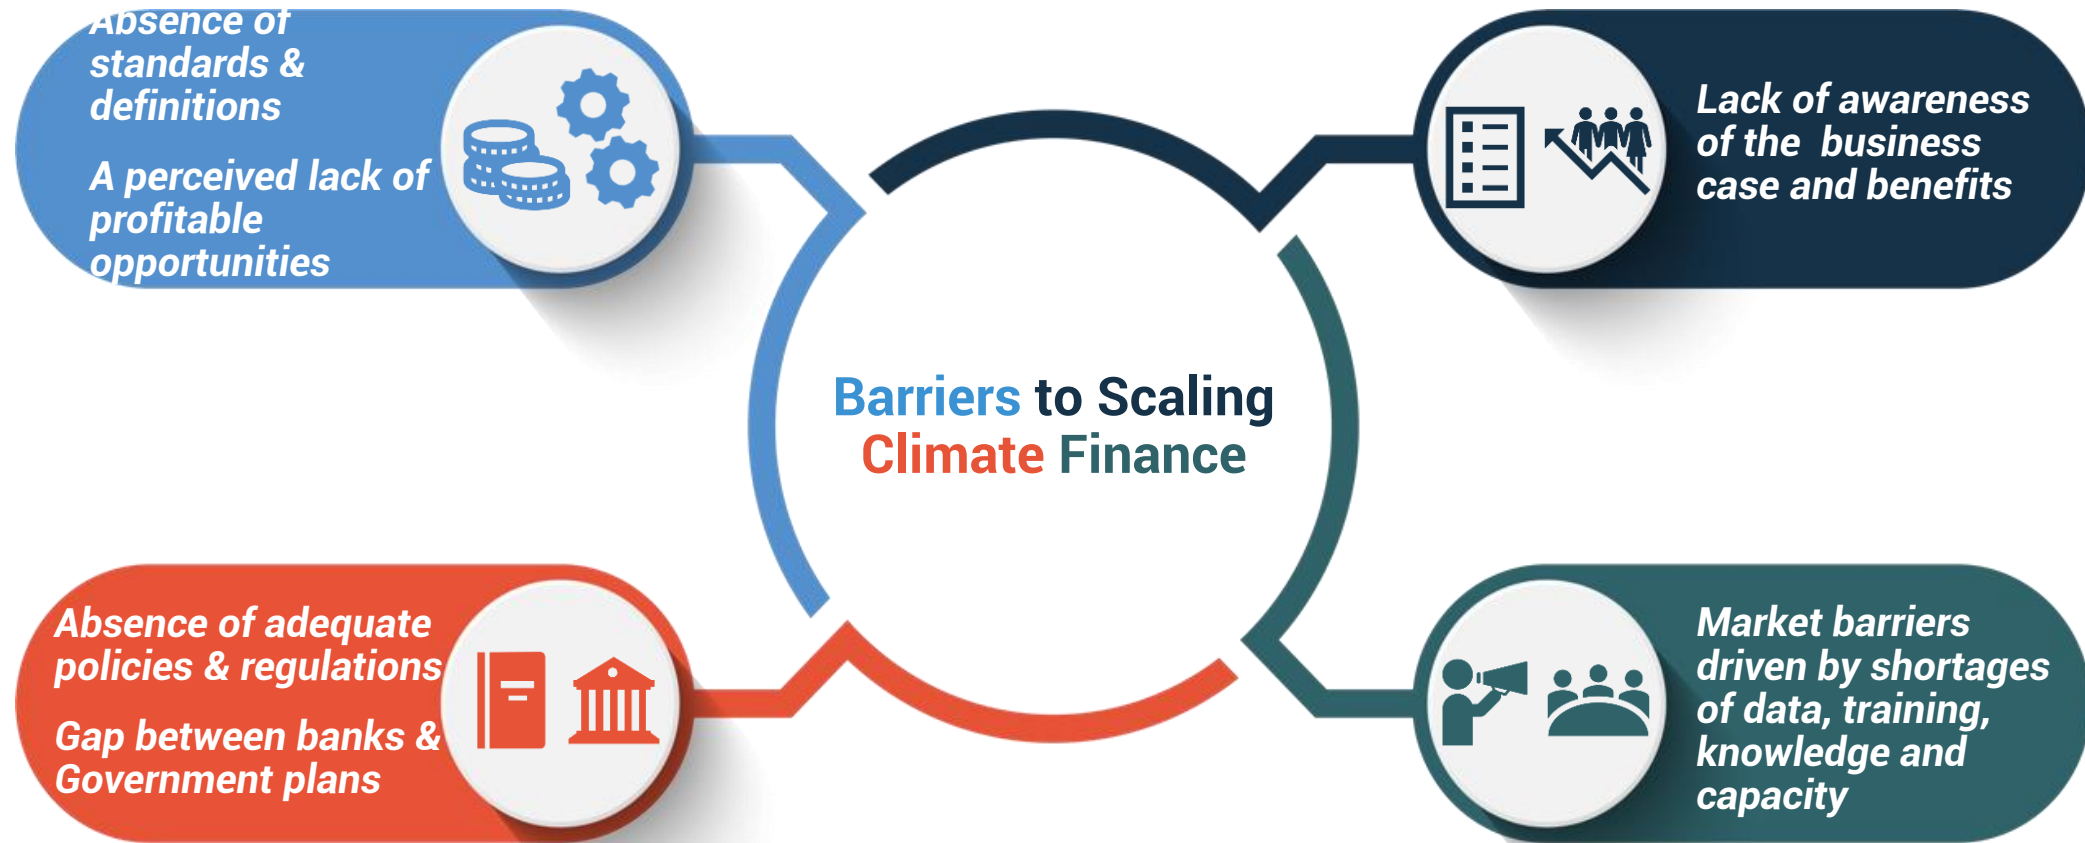 Absence of
standards &
definitions
A perceived lack of
profitable
opportunities
Lack of awareness
of the business
case and benefits
Barriers to Scaling
Climate Finance
Absence of adequate
policies & regulations
Gap between banks &
Government plans
Market barriers
driven by shortages
of data, training,
knowledge and
capacity